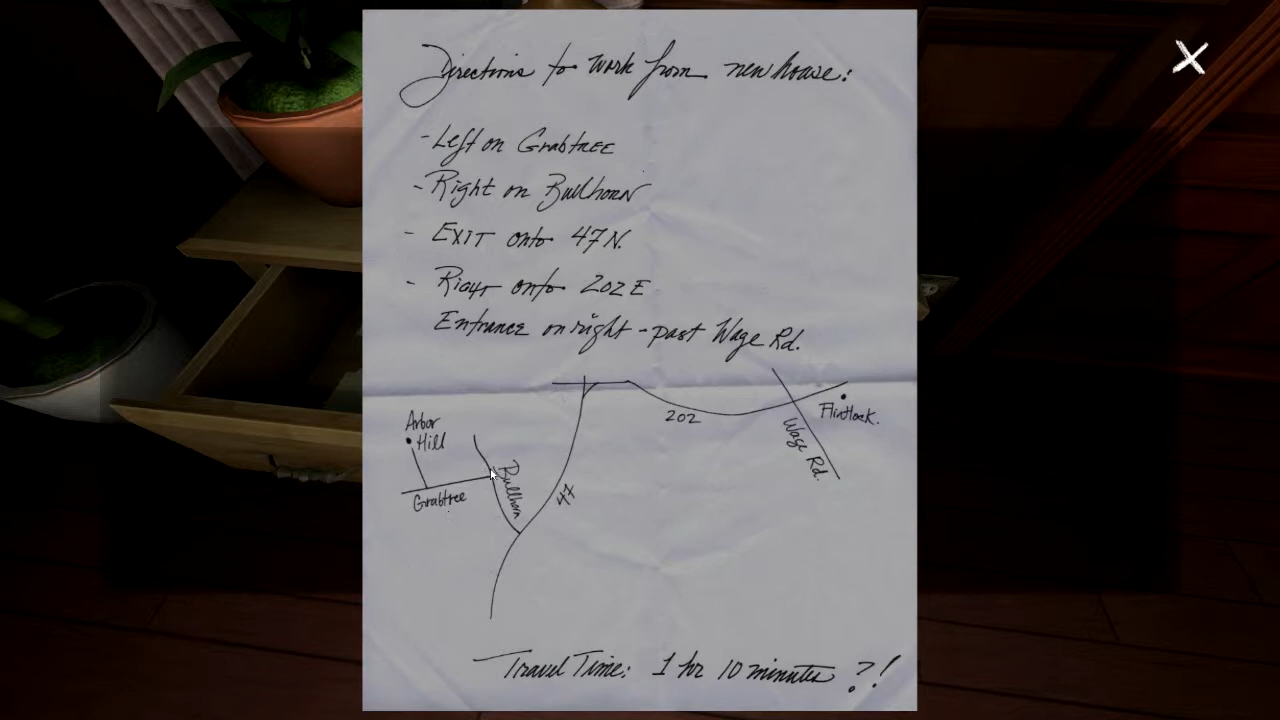 Directions to work from new house:
- Left on Grabtree
- Right on Bullhorn
- Exit onto 47 N.
- Right onto 202 E
Entrance on right - past Wage Rd.
Arbor
Hill
Grabtree
Bullhorn
47
202
Wage Rd.
Flintlock.
Travel Time: 1 hr 10 minutes ?!